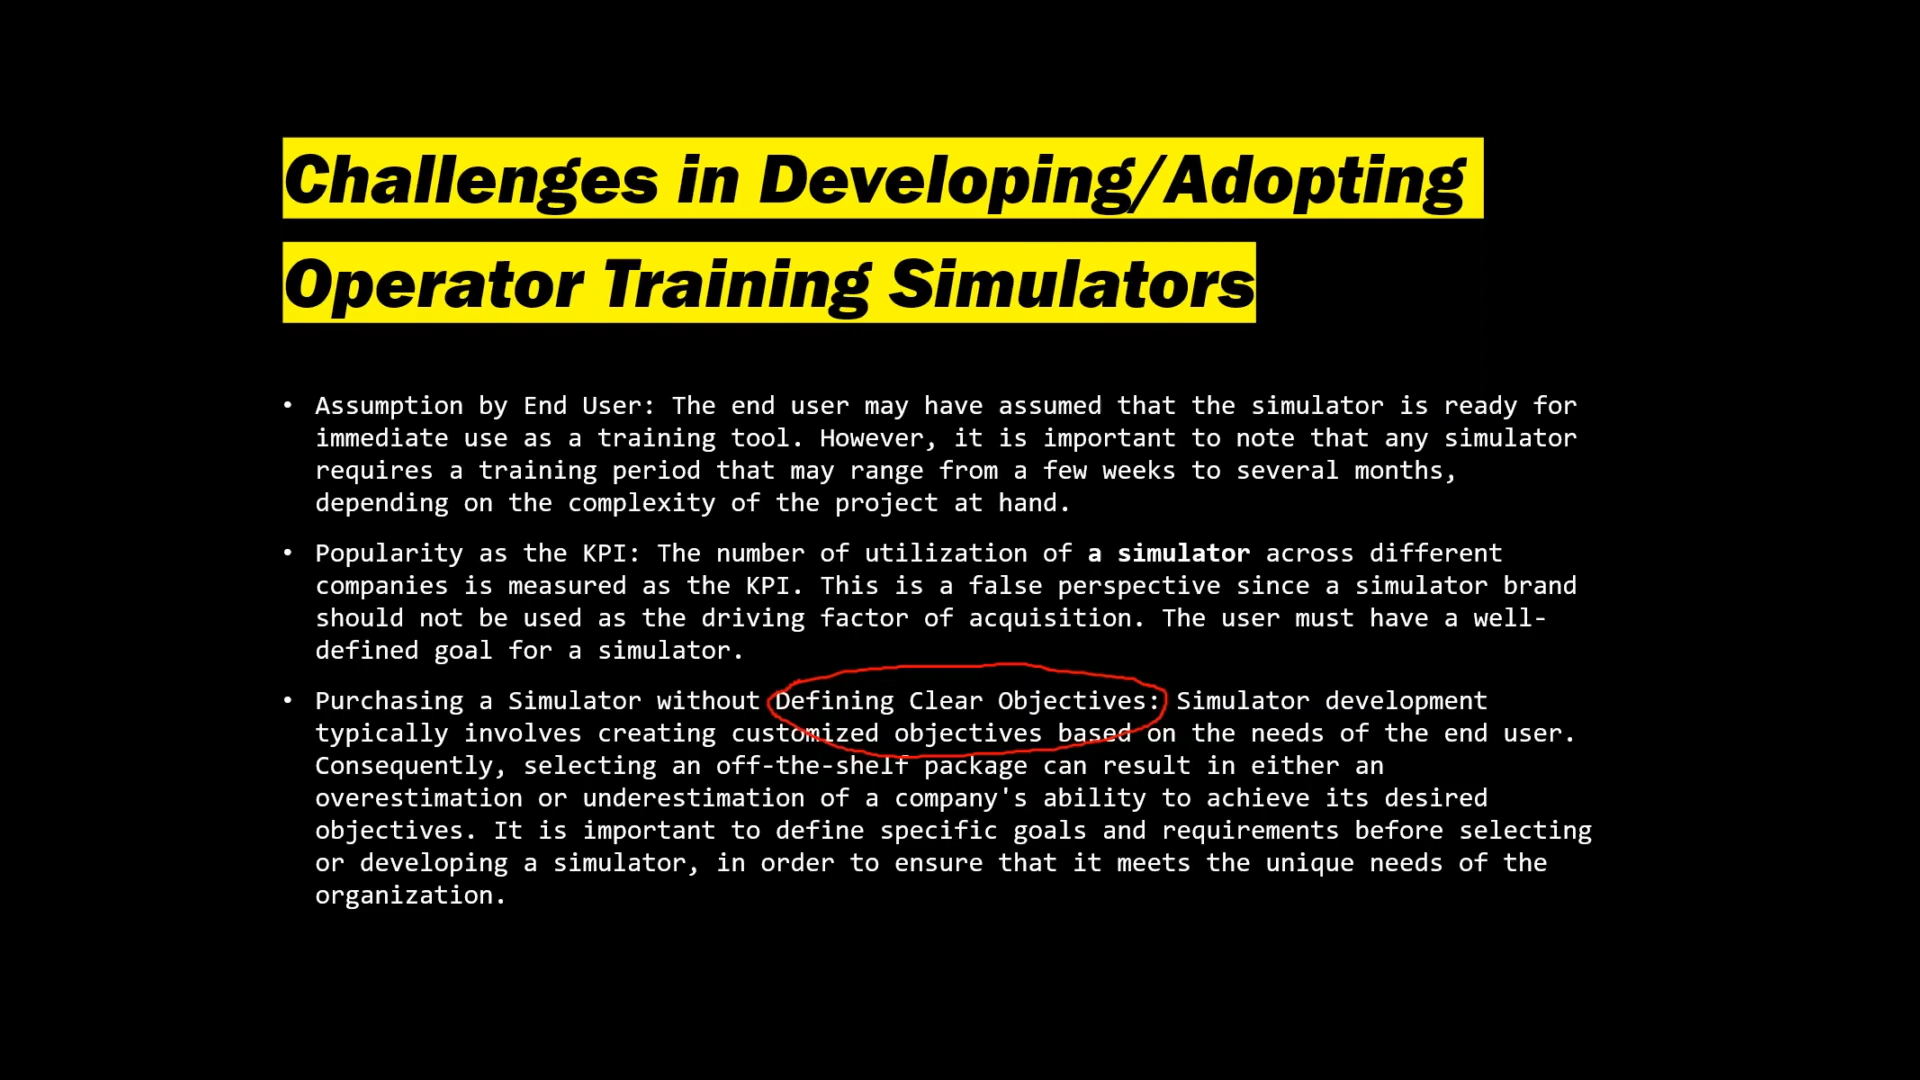 Challenges in Developing/Adopting
Operator Training Simulators
• Assumption by End User: The end user may have assumed that the simulator is ready for
immediate use as a training tool. However, it is important to note that any simulator
requires a training period that may range from a few weeks to several months,
depending on the complexity of the project at hand.
• Popularity as the KPI: The number of utilization of a simulator across different
companies is measured as the KPI. This is a false perspective since a simulator brand
should not be used as the driving factor of acquisition. The user must have a well-
defined goal for a simulator.
• Purchasing a Simulator without Defining Clear Objectives: Simulator development
typically involves creating customized objectives based on the needs of the end user.
Consequently, selecting an off-the-shelf package can result in either an
overestimation or underestimation of a company's ability to achieve its desired
objectives. It is important to define specific goals and requirements before selecting
or developing a simulator, in order to ensure that it meets the unique needs of the
organization.